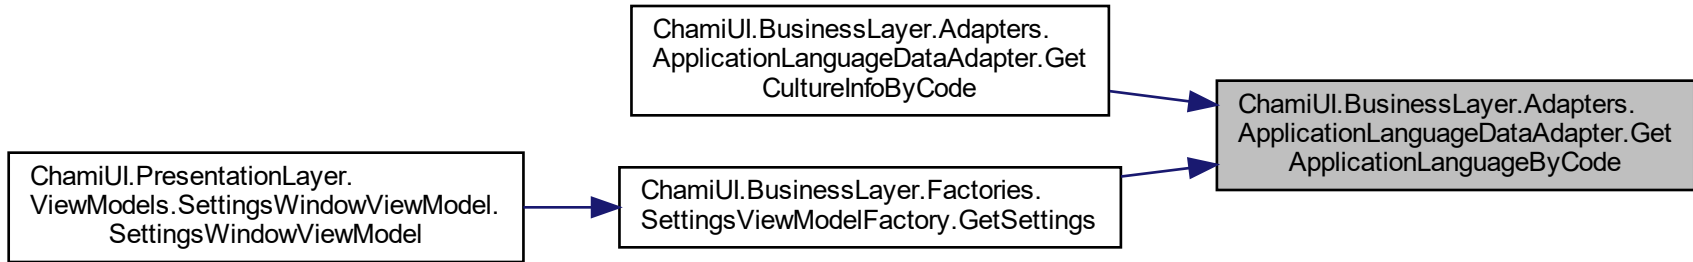 ChamiUI.BusinessLayer.Adapters.
ApplicationLanguageDataAdapter.Get
CultureInfoByCode
ChamiUI.BusinessLayer.Adapters.
ApplicationLanguageDataAdapter.Get
ApplicationLanguageByCode
ChamiUI.PresentationLayer.
ViewModels.SettingsWindowViewModel.
SettingsWindowViewModel
ChamiUI.BusinessLayer.Factories.
SettingsViewModelFactory.GetSettings